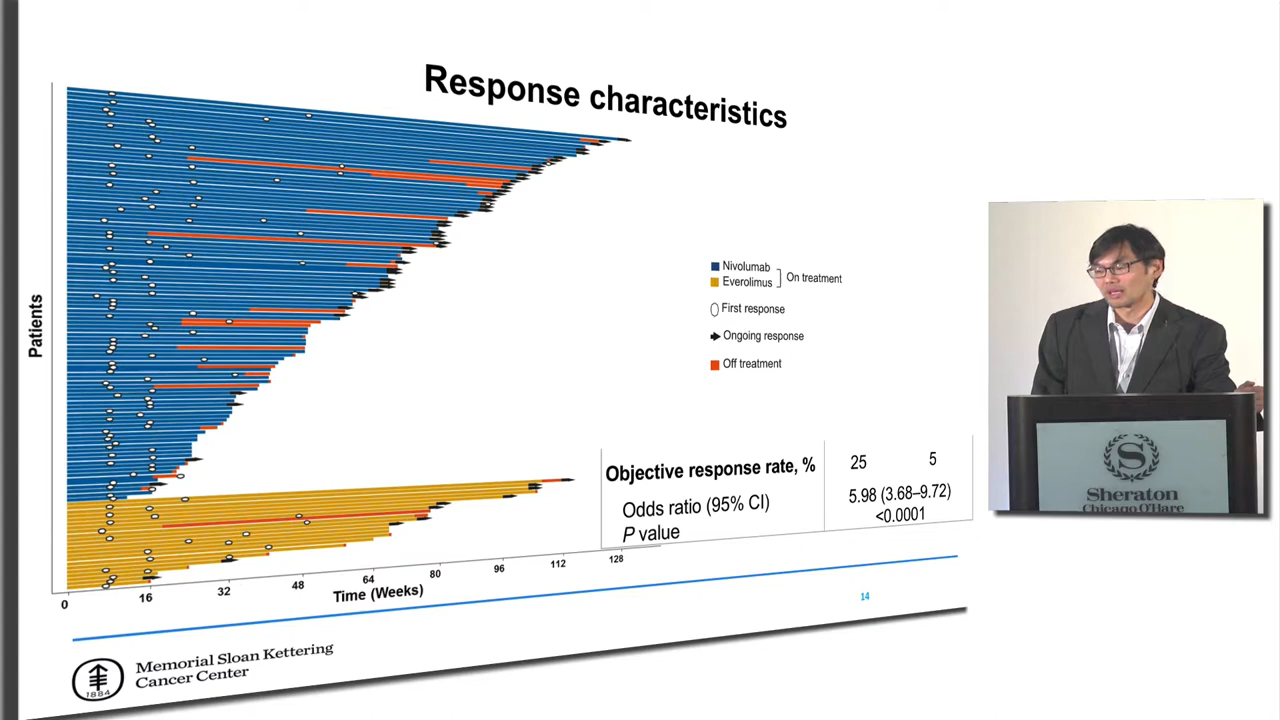 Response characteristics
Patients
Nivolumab
Everolimus
On treatment
First response
Ongoing response
Off treatment
Objective response rate, % 25 5
Odds ratio (95% CI) 5.98 (3.68–9.72)
P value <0.0001
0 16 32 48 64 80 96 112 128
Time (Weeks)
14
1884
Memorial Sloan Kettering
Cancer Center
S
Sheraton
Chicago O'Hare